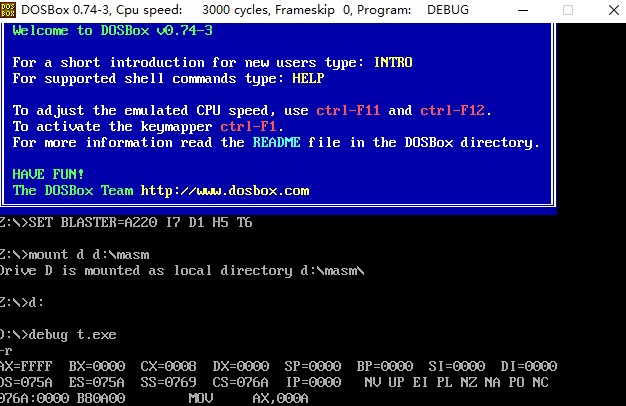 DOSBox 0.74-3, Cpu speed: 3000 cycles, Frameskip 0, Program: DEBUG
Welcome to DOSBox v0.74-3
For a short introduction for new users type: INTRO
For supported shell commands type: HELP
To adjust the emulated CPU speed, use ctrl-F11 and ctrl-F12.
To activate the keymapper ctrl-F1.
For more information read the README file in the DOSBox directory.
HAVE FUN!
The DOSBox Team http://www.dosbox.com
Z:\>SET BLASTER=A220 I7 D1 H5 T6
Z:\>mount d d:\masm
Drive D is mounted as local directory d:\masm\
Z:\>d:
D:\>debug t.exe
-r
AX=FFFF BX=0000 CX=0008 DX=0000 SP=0000 BP=0000 SI=0000 DI=0000
DS=075A ES=075A SS=0769 CS=076A IP=0000 NV UP EI PL NZ NA PO NC
076A:0000 B80A00 MOV AX,000A